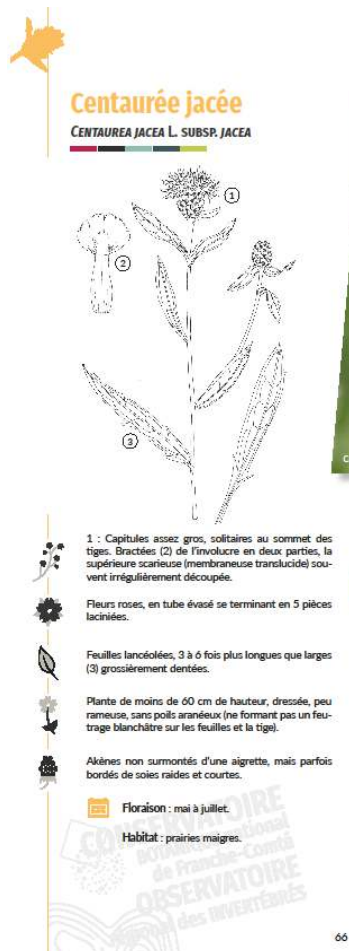 Centaurée jacée
CENTAUREA JACEA L. SUBSP. JACEA
1
2
3
C
1 : Capitules assez gros, solitaires au sommet des
tiges. Bractées (2) de l'involucre en deux parties, la
supérieure scarieuse (membraneuse translucide) sou-
vent irrégulièrement découpée.
Fleurs roses, en tube évasé se terminant en 5 pièces
laciniées.
Feuilles lancéolées, 3 à 6 fois plus longues que larges
(3) grossièrement dentées.
Plante de moins de 60 cm de hauteur, dressée, peu
rameuse, sans poils aranéeux (ne formant pas un feu-
trage blanchâtre sur les feuilles et la tige).
Akènes non surmontés d'une aigrette, mais parfois
bordés de soies raides et courtes.
Floraison : mai à juillet.
Habitat : prairies maigres.
CONSERVATOIRE
BOTANIQUE national
de Franche-Comté
OBSERVATOIRE
régional des INVERTÉBRÉS
66